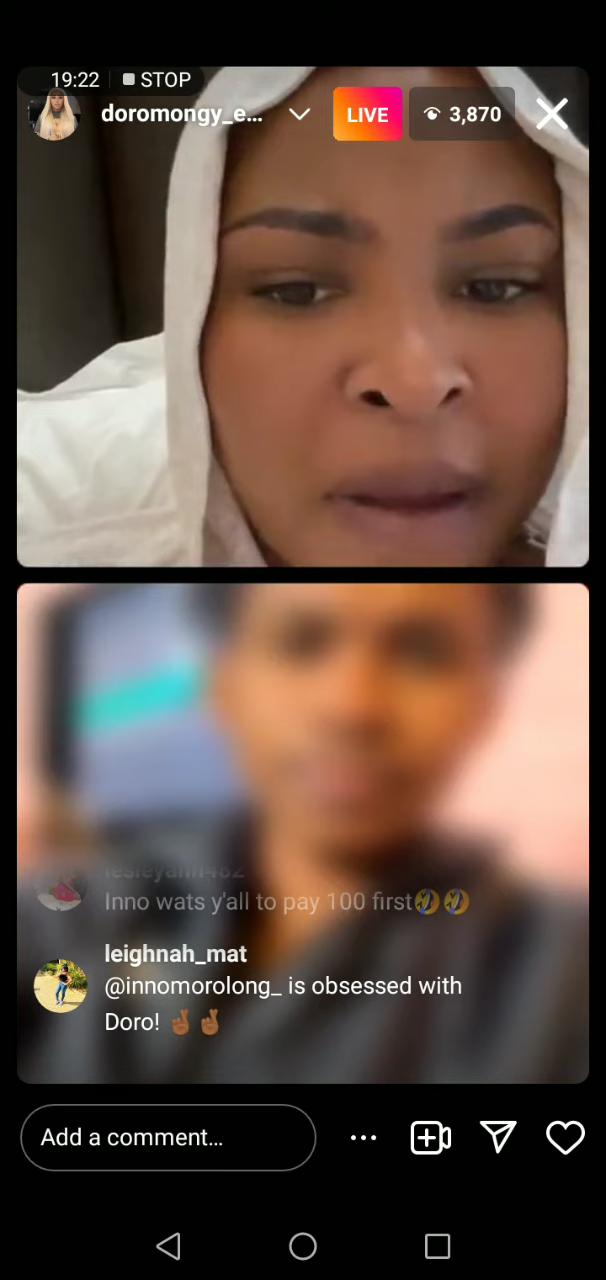 19:22 STOP
doromongy_e... LIVE 3,870
lesleyann482
Inno wats y'all to pay 100 first🤣🤣
leighnah_mat
@innomorolong_ is obsessed with
Doro! 🤞🏾🤞🏾
Add a comment...